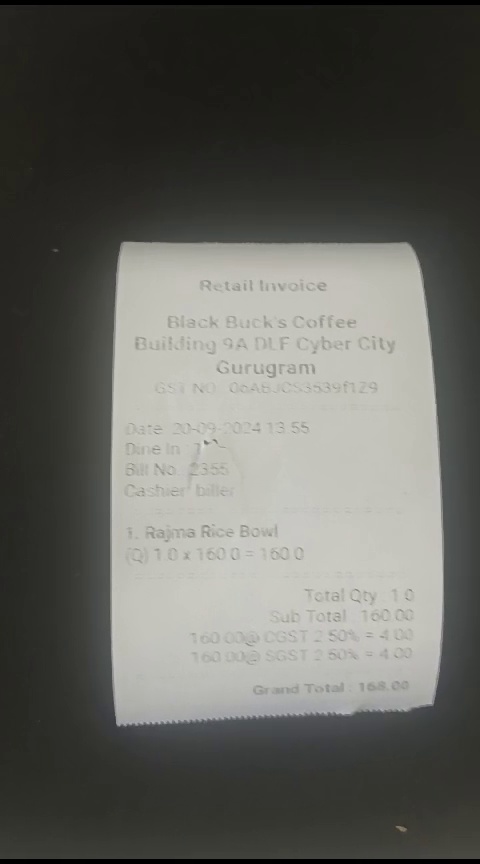 Retail Invoice
Black Buck's Coffee
Building 9A DLF Cyber City
Gurugram
GST NO
Date 20-09-2024 13:55
Dine In
Bill No. 2355
Cashier biller
1. Rajma Rice Bowl
(Q) 1.0 x 160.0 = 160.0
Total Qty : 1.0
Sub Total : 160.00
160.00@ CGST 2.50% = 4.00
160.00@ SGST 2.50% = 4.00
Grand Total : 168.00